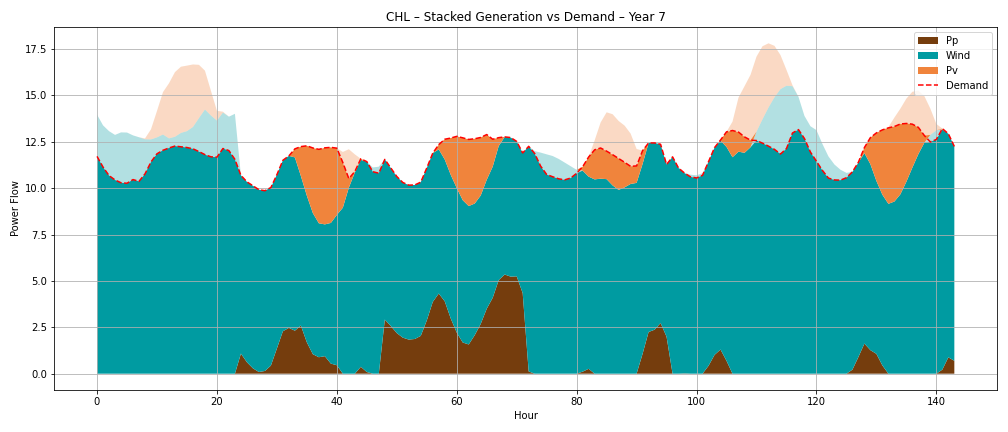 CHL – Stacked Generation vs Demand – Year 7
Pp
Wind
Pv
Demand
Power Flow
17.5
15.0
12.5
10.0
7.5
5.0
2.5
0.0
0 20 40 60 80 100 120 140
Hour